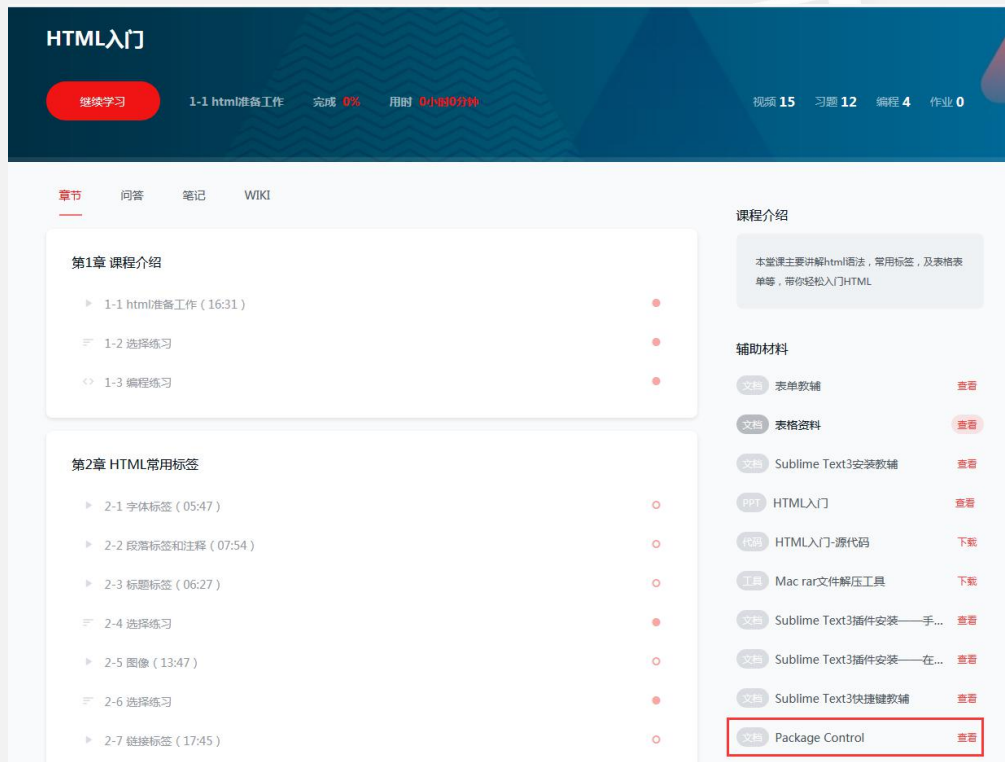 HTML入门
继续学习 1-1 html准备工作 完成 0% 用时 0小时0分钟 视频 15 习题 12 编程 4 作业 0
章节 问答 笔记 WIKI
第1章 课程介绍
1-1 html准备工作 ( 16:31 )
1-2 选择练习
1-3 编程练习
第2章 HTML常用标签
2-1 字体标签 ( 05:47 )
2-2 段落标签和注释 ( 07:54 )
2-3 标题标签 ( 06:27 )
2-4 选择练习
2-5 图像 ( 13:47 )
2-6 选择练习
2-7 链接标签 ( 17:45 )
课程介绍
本堂课主要讲解html语法，常用标签，及表格表
单等，带你轻松入门HTML
辅助材料
文档 表单教辅 查看
文档 表格资料 查看
文档 Sublime Text3安装教辅 查看
PPT HTML入门 查看
代码 HTML入门-源代码 下载
工具 Mac rar文件解压工具 下载
文档 Sublime Text3插件安装——手... 查看
文档 Sublime Text3插件安装——在... 查看
文档 Sublime Text3快捷键教辅 查看
文档 Package Control 查看